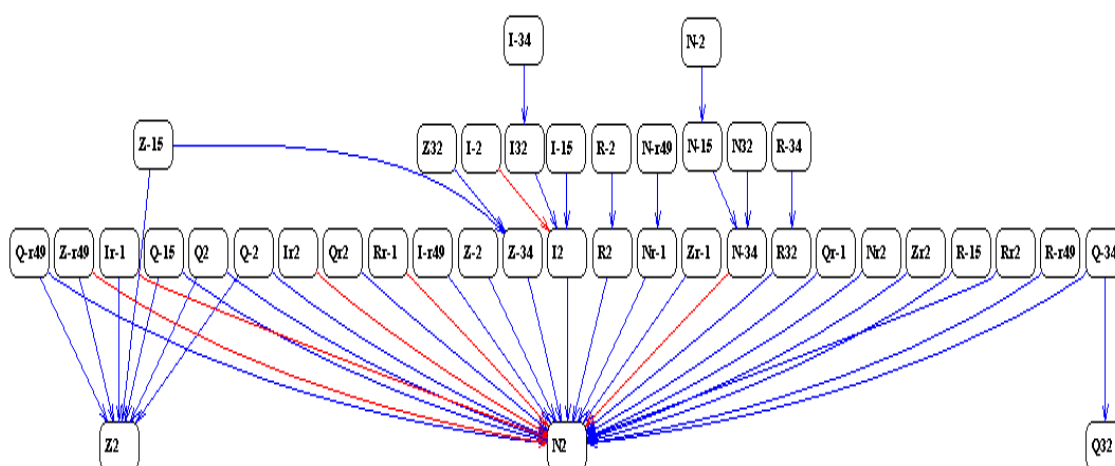 I-34 N-2
Z-15 Z32 I-2 I32 I-15 R-2 N-r49 N-15 N32 R-34
Q-r49 Z-r49 Ir-1 Q-15 Q2 Q-2 Ir2 Qr2 Rr-1 I-r49 Z-2 Z-34 I2 R2 Nr-1 Zr-1 N-34 R32 Qr-1 Nr2 Zr2 R-15 Rr2 R-r49 Q-34
Z2 N2 Q32